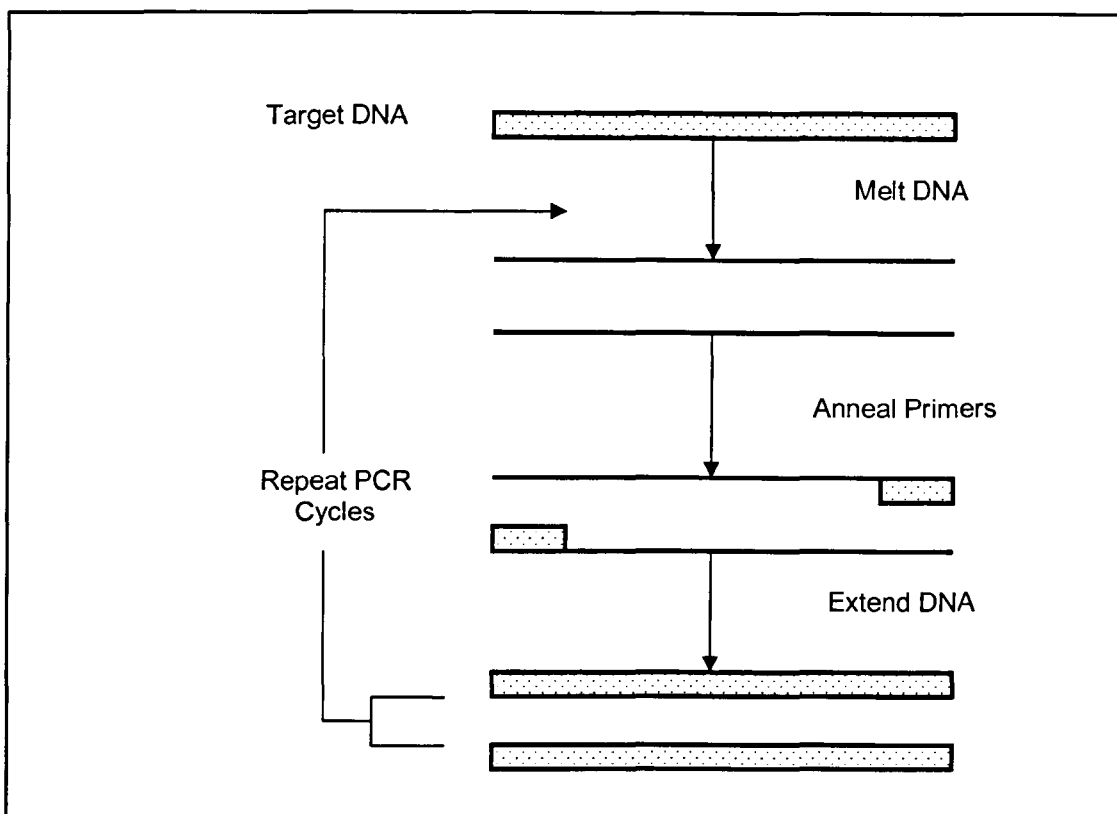 Target DNA
Melt DNA
Anneal Primers
Repeat PCR
Cycles
Extend DNA